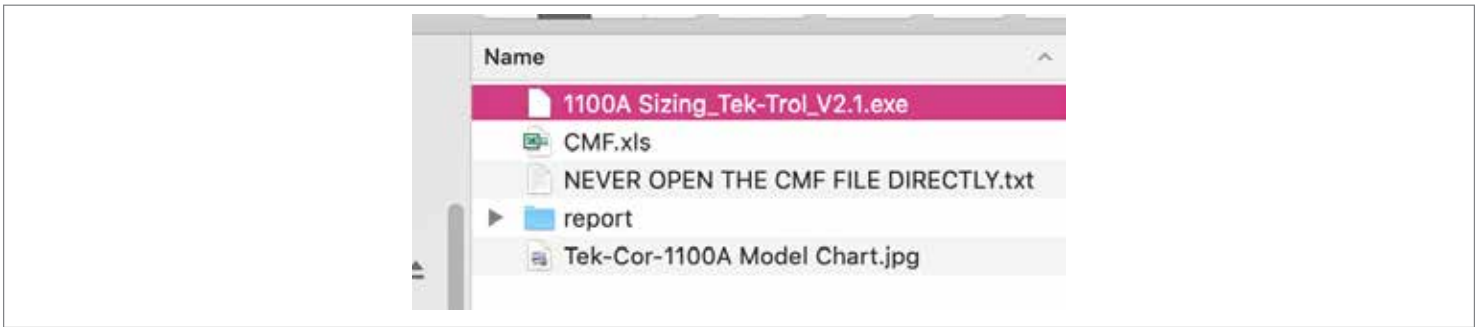 Name
1100A Sizing_Tek-Trol_V2.1.exe
CMF.xls
NEVER OPEN THE CMF FILE DIRECTLY.txt
report
Tek-Cor-1100A Model Chart.jpg